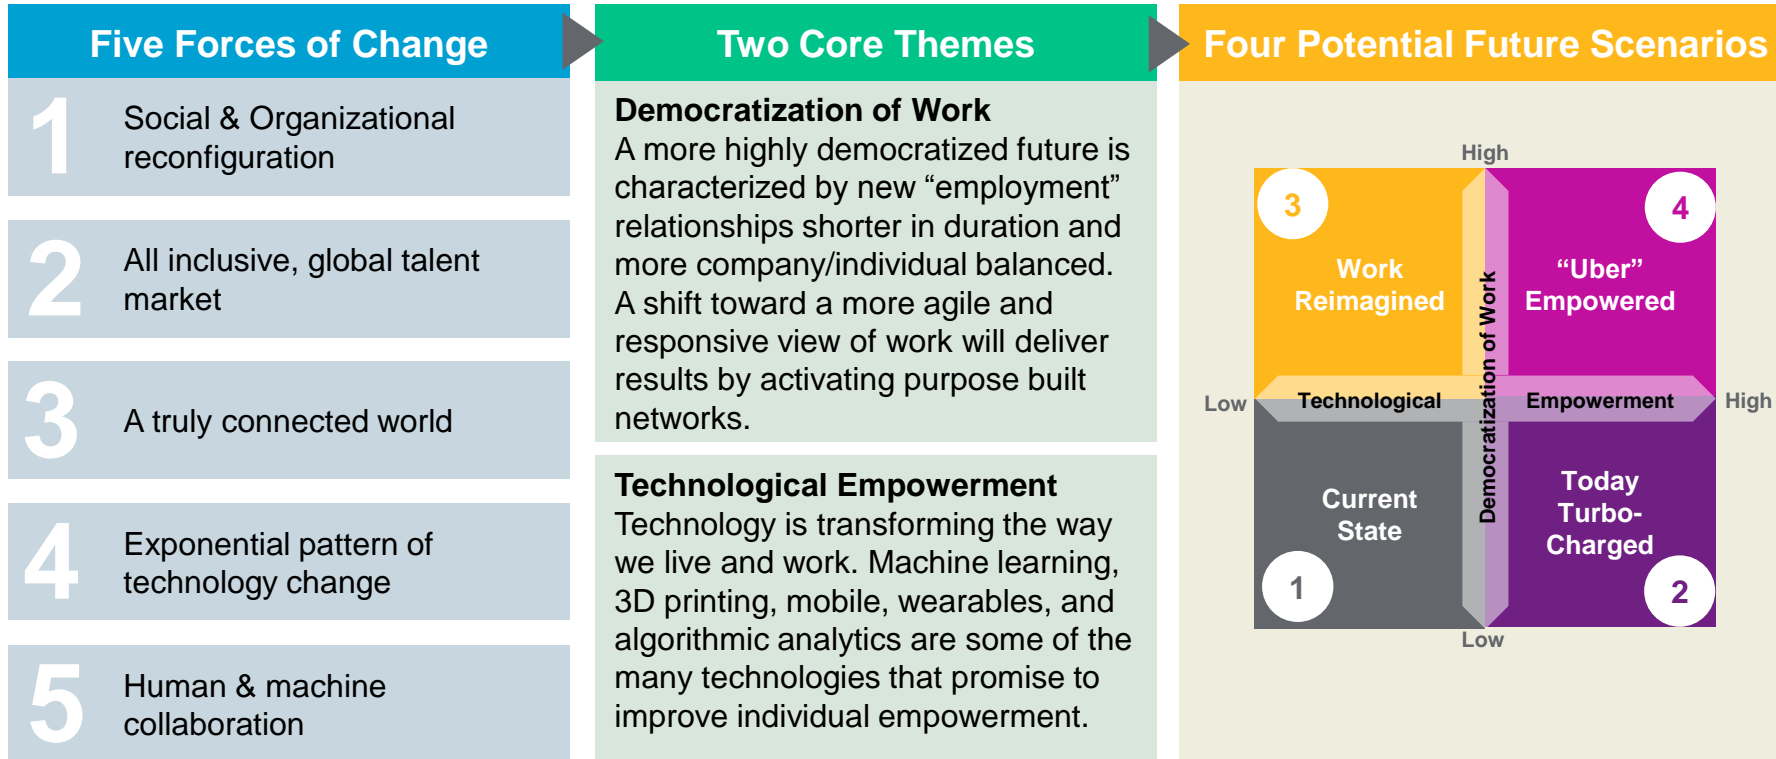 Five Forces of Change
1
Social & Organizational
reconfiguration
2
All inclusive, global talent
market
3
A truly connected world
4
Exponential pattern of
technology change
5
Human & machine
collaboration
Two Core Themes
Democratization of Work
A more highly democratized future is
characterized by new “employment”
relationships shorter in duration and
more company/individual balanced.
A shift toward a more agile and
responsive view of work will deliver
results by activating purpose built
networks.
Technological Empowerment
Technology is transforming the way
we live and work. Machine learning,
3D printing, mobile, wearables, and
algorithmic analytics are some of the
many technologies that promise to
improve individual empowerment.
Four Potential Future Scenarios
High
3
Work
Reimagined
4
“Uber”
Empowered
Democratization of Work
Low
Technological Empowerment
High
Current
State
1
Today
Turbo-
Charged
2
Low